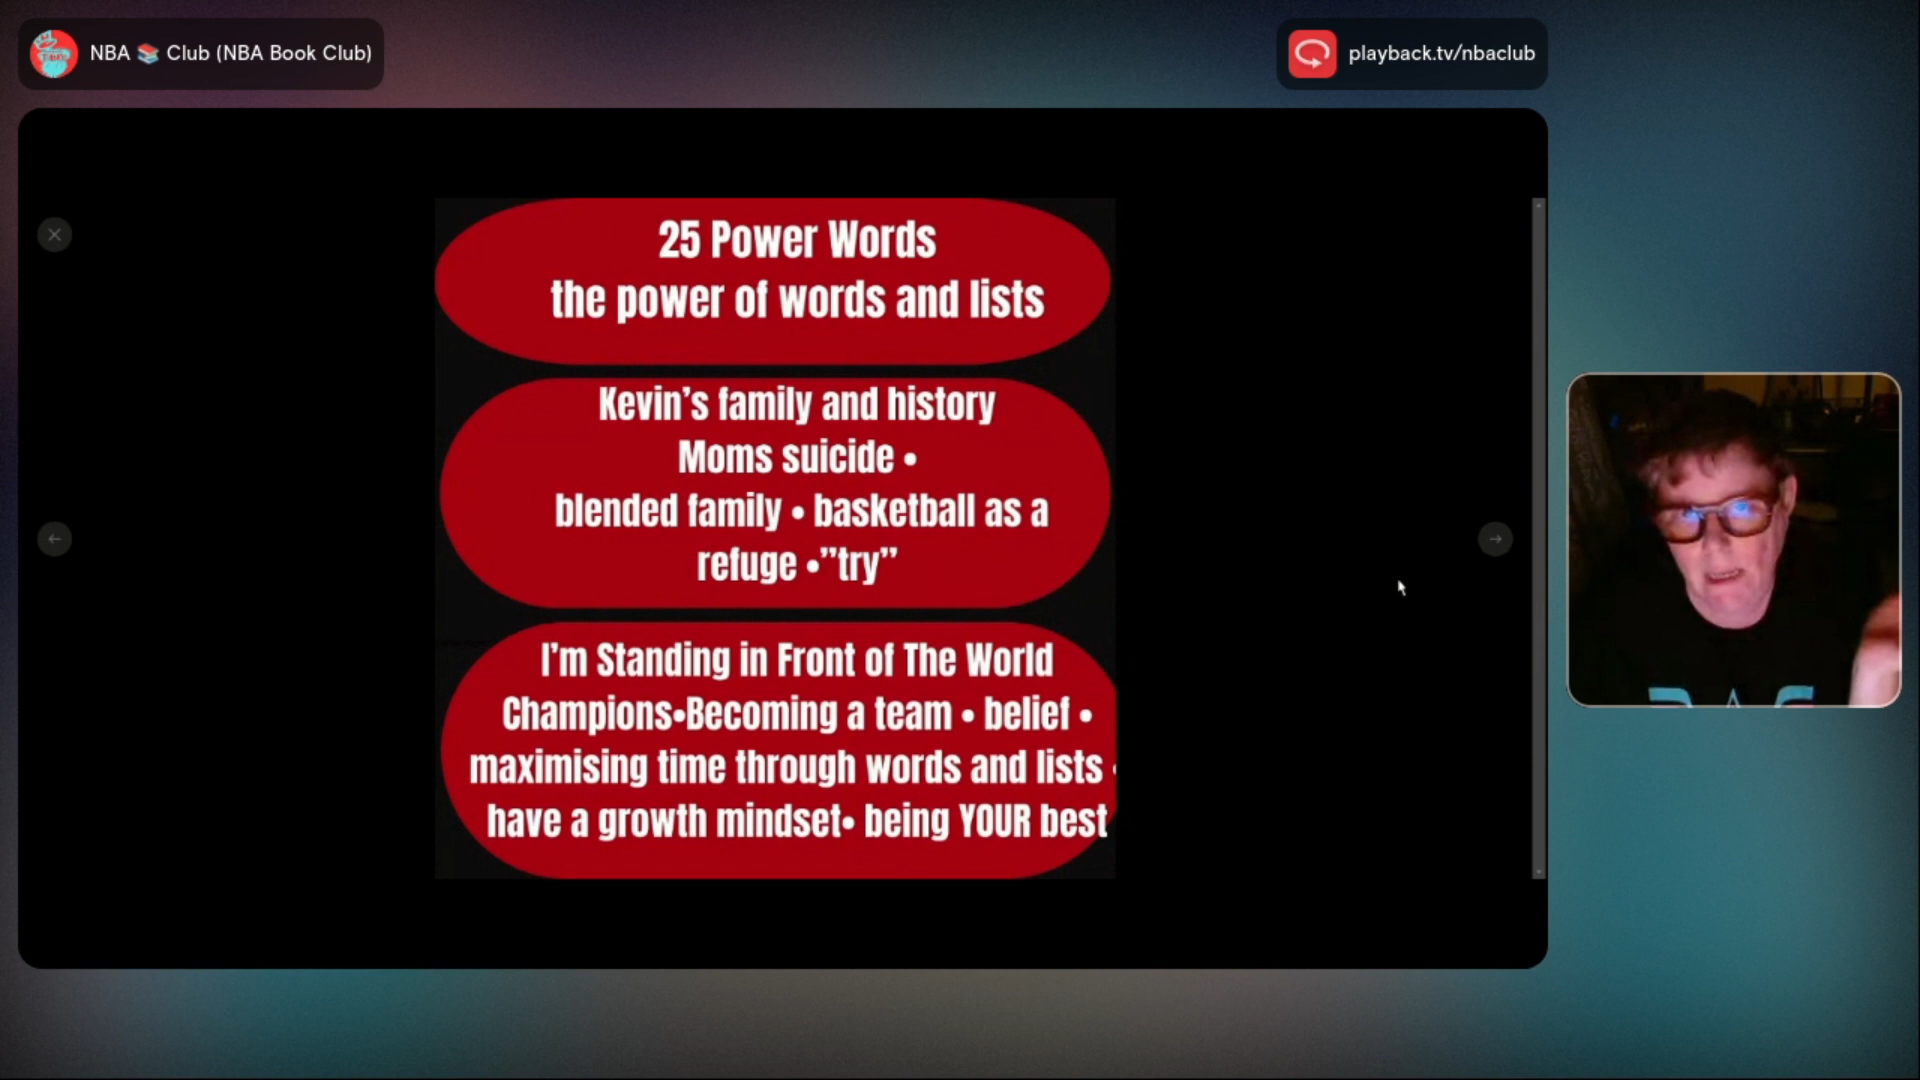 NBA 📚 Club (NBA Book Club)
playback.tv/nbaclub
25 Power Words
the power of words and lists
Kevin’s family and history
Moms suicide •
blended family • basketball as a
refuge •”try”
I’m Standing in Front of The World
Champions•Becoming a team • belief •
maximising time through words and lists •
have a growth mindset• being YOUR best